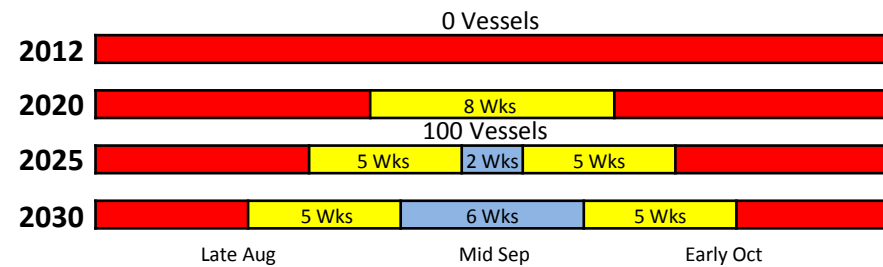 0 Vessels
2012
2020 8 Wks
100 Vessels
2025 5 Wks 2 Wks 5 Wks
2030 5 Wks 6 Wks 5 Wks
Late Aug Mid Sep Early Oct